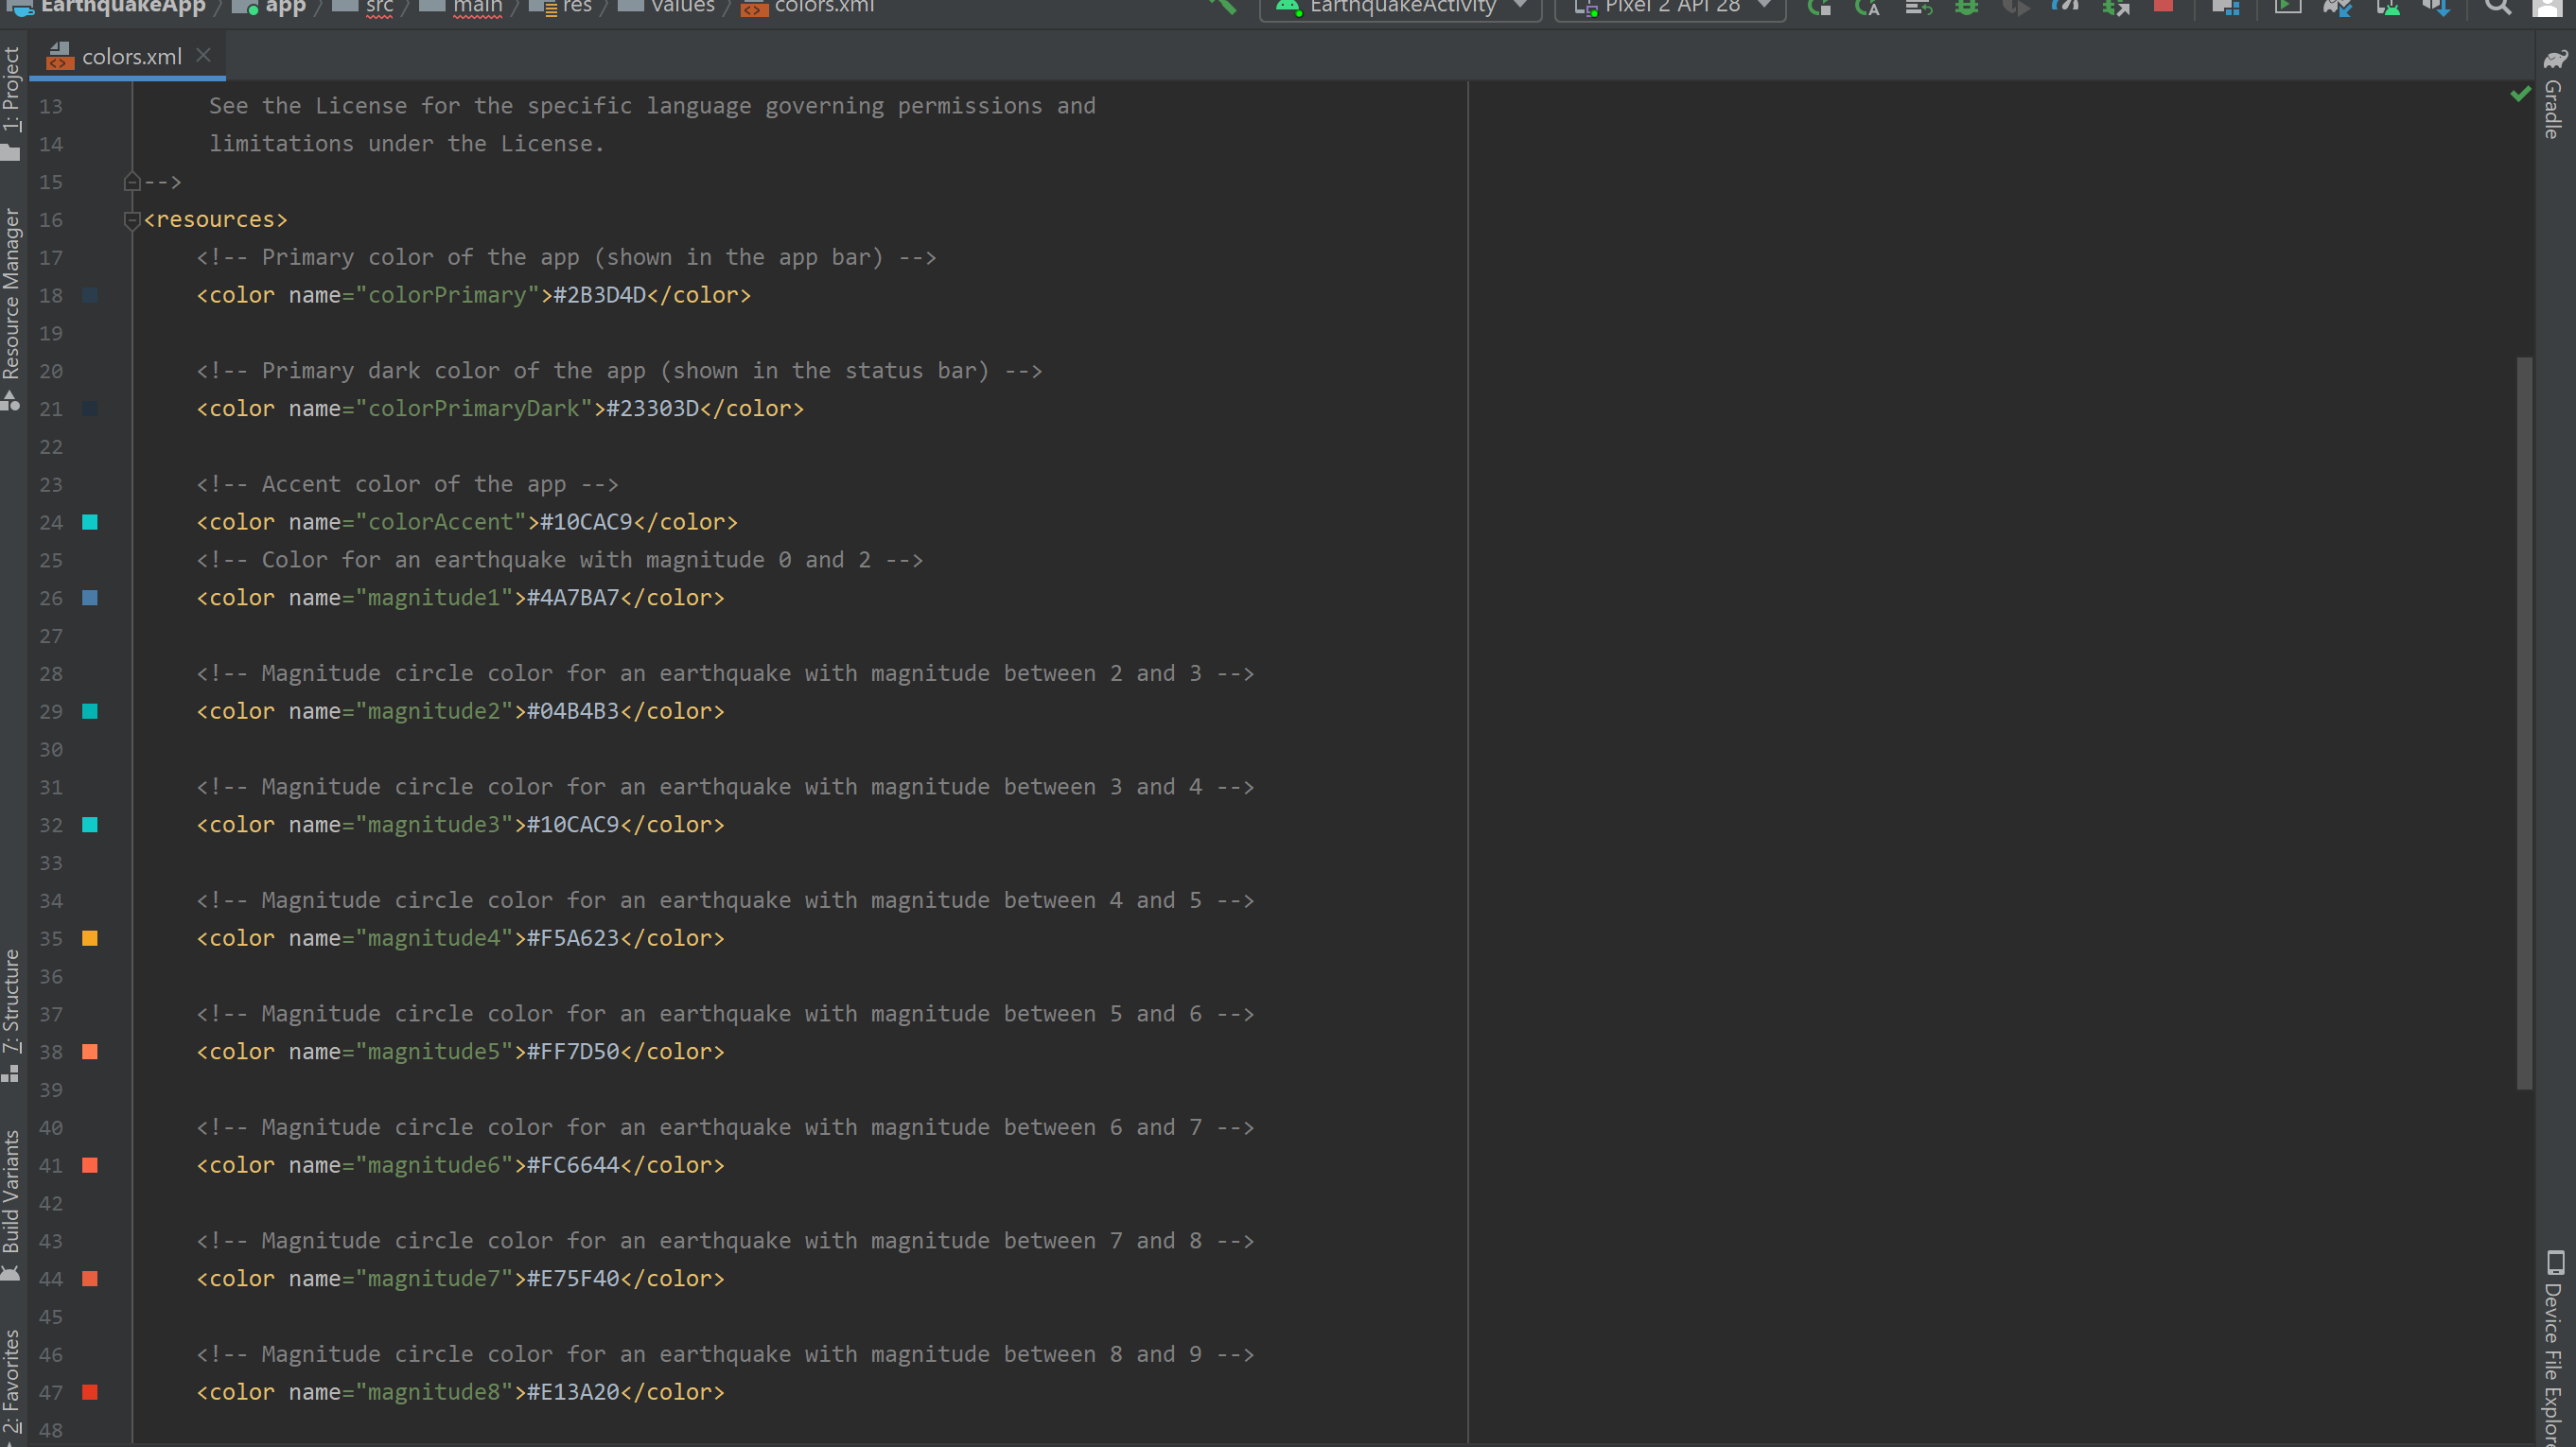 EarthquakeApp app src main res values colors.xml EarthquakeActivity Pixel 2 API 28
colors.xml
1: Project
Resource Manager
7: Structure
Build Variants
2: Favorites
13 See the License for the specific language governing permissions and
14 limitations under the License.
15 -->
16 <resources>
17 <!-- Primary color of the app (shown in the app bar) -->
18 <color name="colorPrimary">#2B3D4D</color>
19
20 <!-- Primary dark color of the app (shown in the status bar) -->
21 <color name="colorPrimaryDark">#23303D</color>
22
23 <!-- Accent color of the app -->
24 <color name="colorAccent">#10CAC9</color>
25 <!-- Color for an earthquake with magnitude 0 and 2 -->
26 <color name="magnitude1">#4A7BA7</color>
27
28 <!-- Magnitude circle color for an earthquake with magnitude between 2 and 3 -->
29 <color name="magnitude2">#04B4B3</color>
30
31 <!-- Magnitude circle color for an earthquake with magnitude between 3 and 4 -->
32 <color name="magnitude3">#10CAC9</color>
33
34 <!-- Magnitude circle color for an earthquake with magnitude between 4 and 5 -->
35 <color name="magnitude4">#F5A623</color>
36
37 <!-- Magnitude circle color for an earthquake with magnitude between 5 and 6 -->
38 <color name="magnitude5">#FF7D50</color>
39
40 <!-- Magnitude circle color for an earthquake with magnitude between 6 and 7 -->
41 <color name="magnitude6">#FC6644</color>
42
43 <!-- Magnitude circle color for an earthquake with magnitude between 7 and 8 -->
44 <color name="magnitude7">#E75F40</color>
45
46 <!-- Magnitude circle color for an earthquake with magnitude between 8 and 9 -->
47 <color name="magnitude8">#E13A20</color>
48
Gradle
Device File Explor